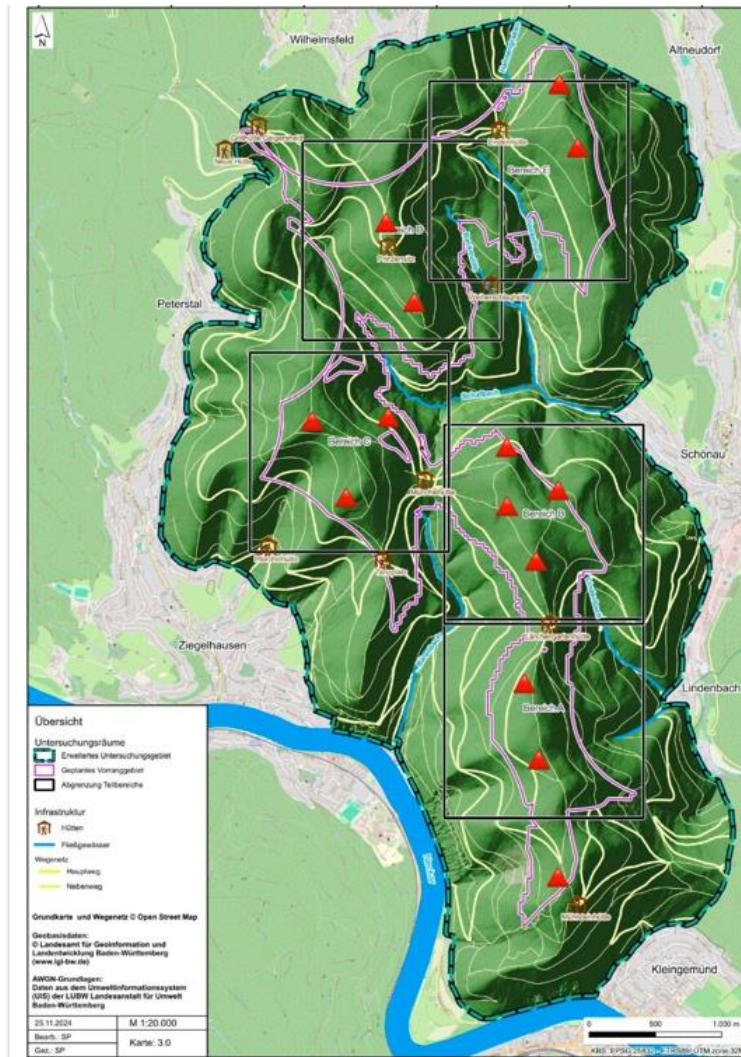 N
Wilhelmsfeld
Altneudorf
Neue Hütte
Bereich E
Peterstal
Bereich C
Schönau
Bereich B
Ziegelhausen
Lärchengartenhütte
Lindenbach
Bereich A
Neckar
Kleingemünd
Übersicht
Untersuchungsräume
Erweitertes Untersuchungsgebiet
Geplantes Vorranggebiet
Abgrenzung Teilbereiche
Infrastruktur
Hütten
Fließgewässer
Wegenetz
Hauptweg
Nebenweg
Grundkarte und Wegenetz © Open Street Map
Geobasisdaten:
© Landesamt für Geoinformation und
Landentwicklung Baden-Württemberg
(www.lgl-bw.de)
AWGN-Grundlagen:
Daten aus dem Umweltinformationssystem
(UIS) der LUBW Landesanstalt für Umwelt
Baden-Württemberg
25.11.2024 M 1:20.000
Bearb.: SP
Karte: 3.0
Gez.: SP
0 500 1.000 m